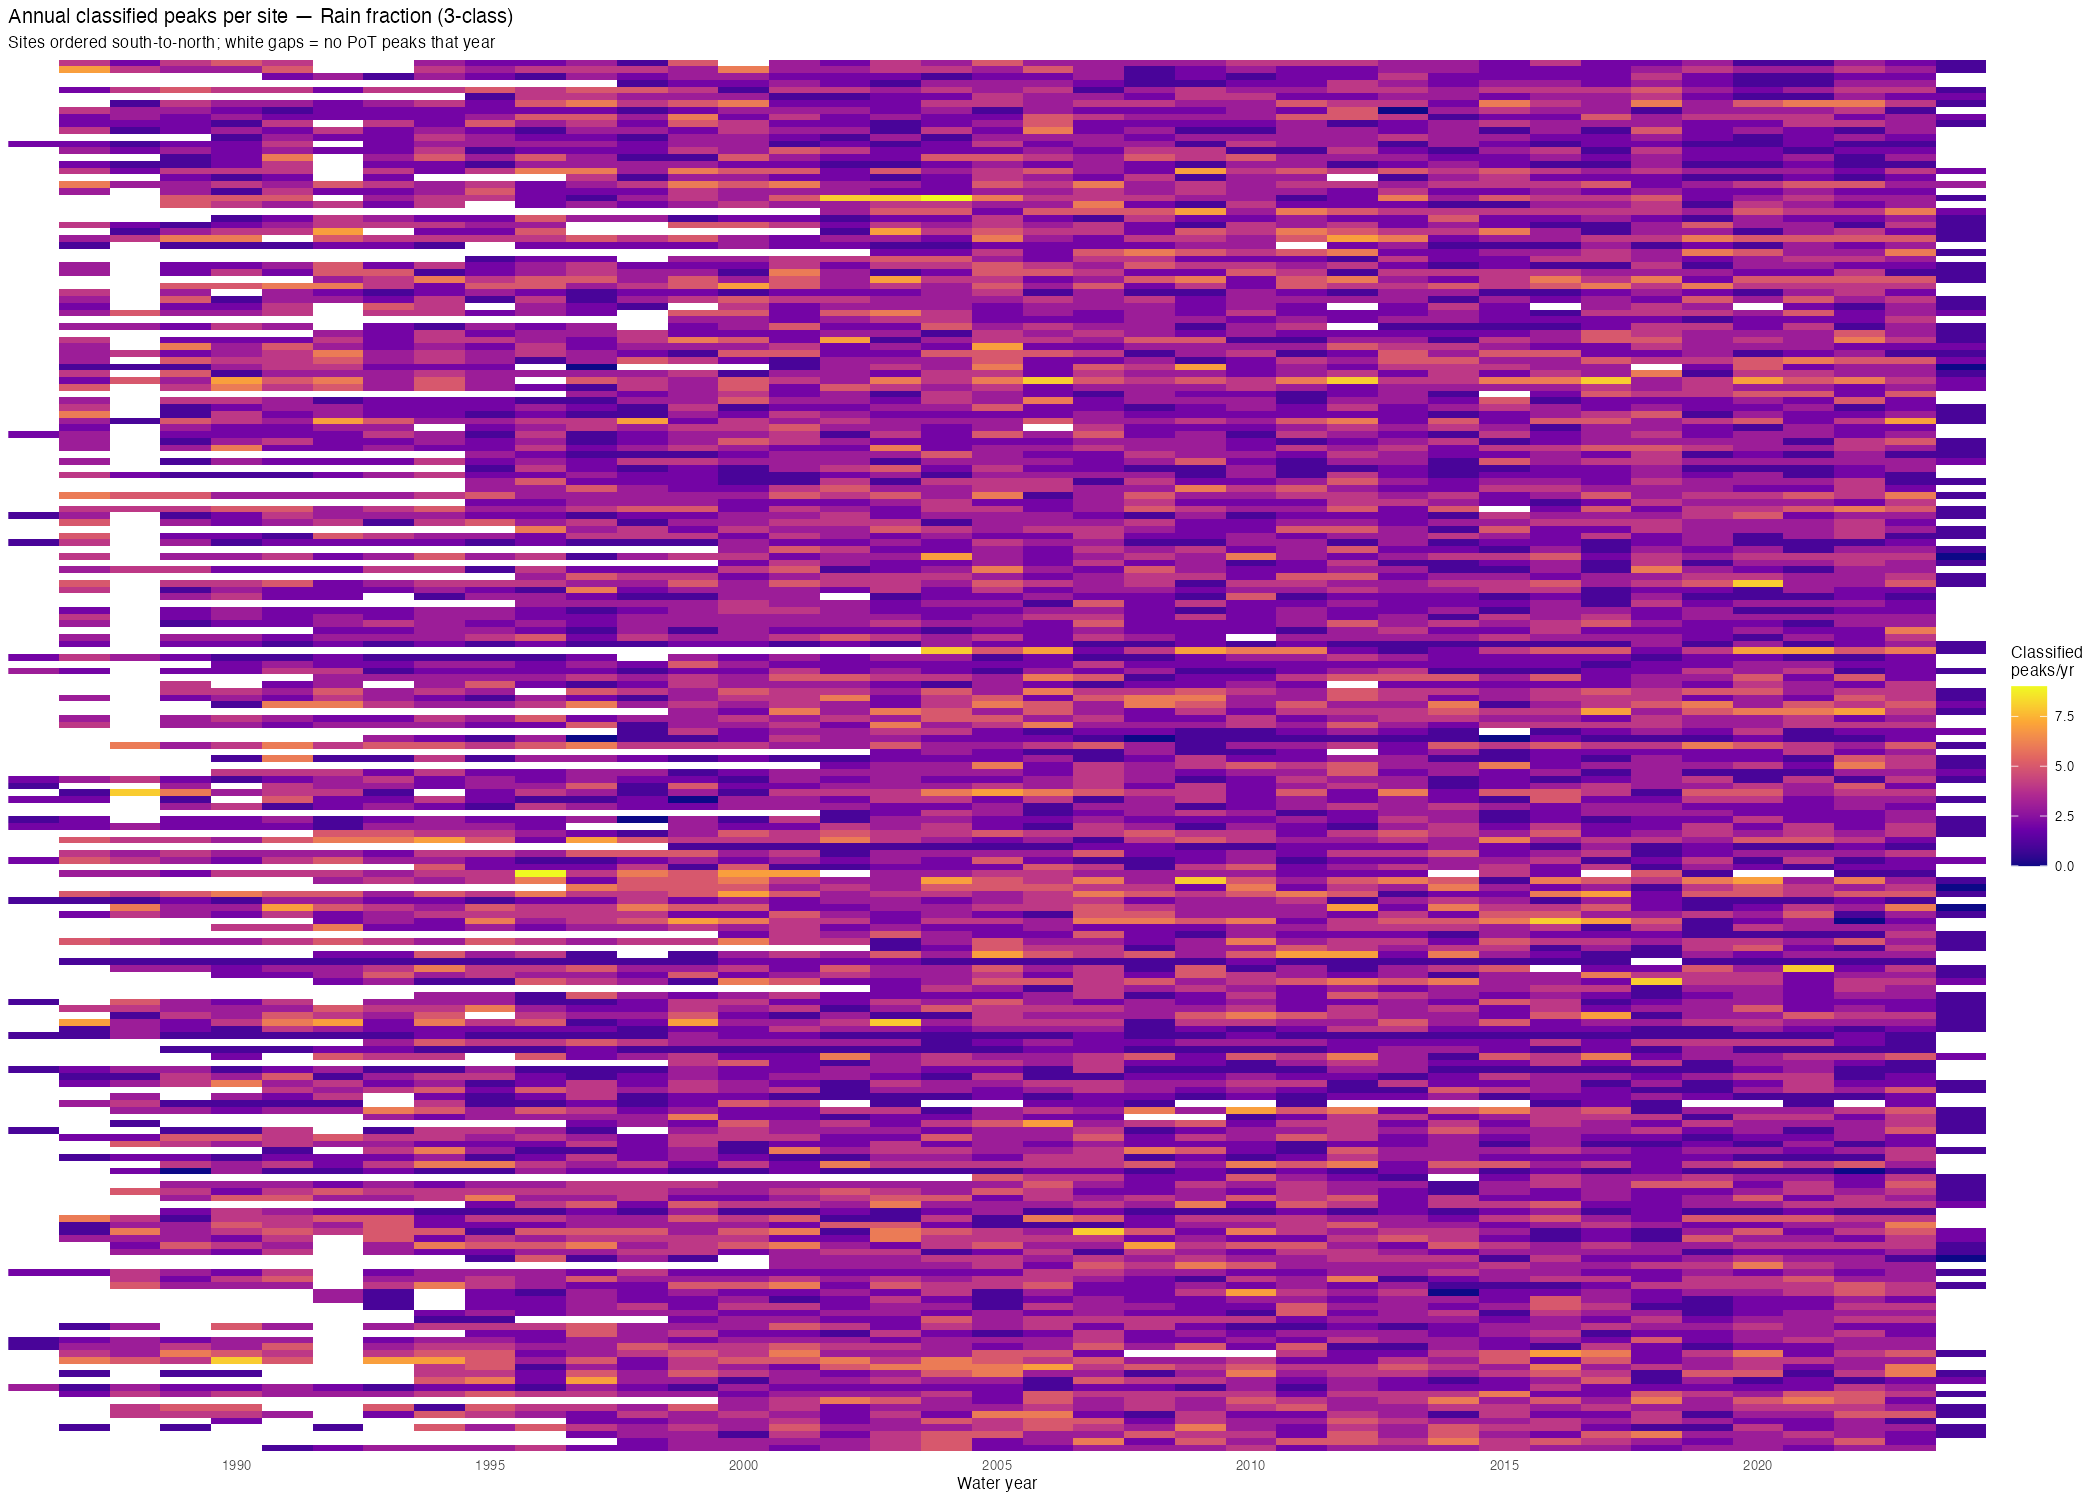 Annual classified peaks per site — Rain fraction (3-class)
Sites ordered south-to-north; white gaps = no PoT peaks that year
Classified
peaks/yr
7.5
5.0
2.5
0.0
1990 1995 2000 2005 2010 2015 2020
Water year